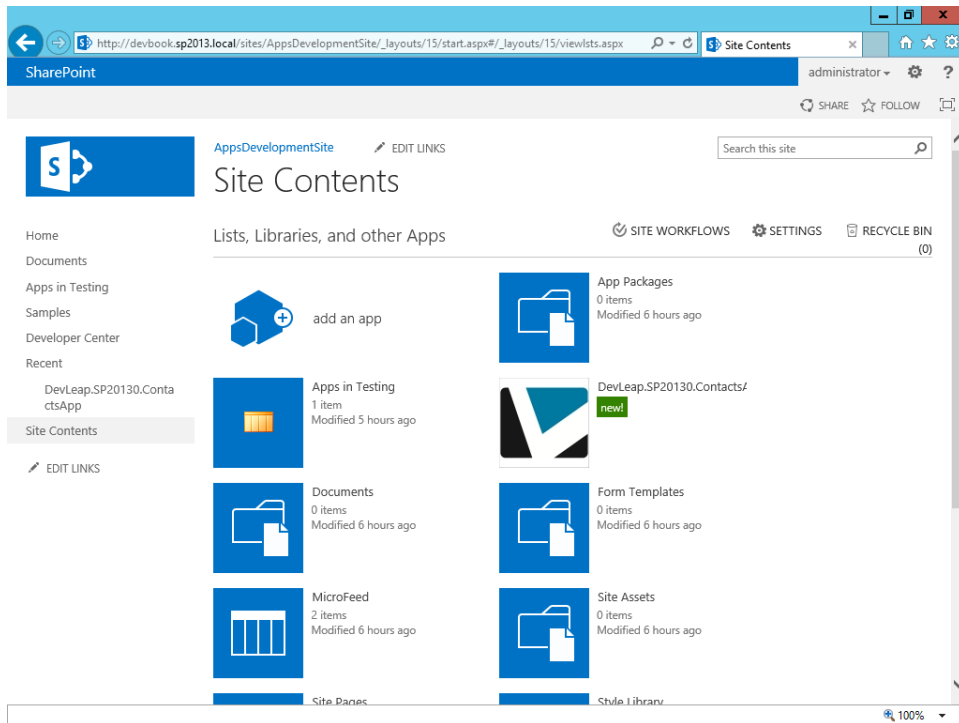 http://devbook.sp2013.local/sites/AppsDevelopmentSite/_layouts/15/start.aspx#/_layouts/15/viewlsts.aspx
Site Contents
SharePoint
administrator
?
SHARE
FOLLOW
S
AppsDevelopmentSite
EDIT LINKS
Search this site
Site Contents
Home
Documents
Apps in Testing
Samples
Developer Center
Recent
DevLeap.SP20130.Conta
ctsApp
Site Contents
EDIT LINKS
Lists, Libraries, and other Apps
SITE WORKFLOWS
SETTINGS
RECYCLE BIN
(0)
add an app
App Packages
0 items
Modified 6 hours ago
Apps in Testing
1 item
Modified 5 hours ago
DevLeap.SP20130.ContactsA
new!
Documents
0 items
Modified 6 hours ago
Form Templates
0 items
Modified 6 hours ago
MicroFeed
2 items
Modified 6 hours ago
Site Assets
0 items
Modified 6 hours ago
Site Pages
Style Library
100%